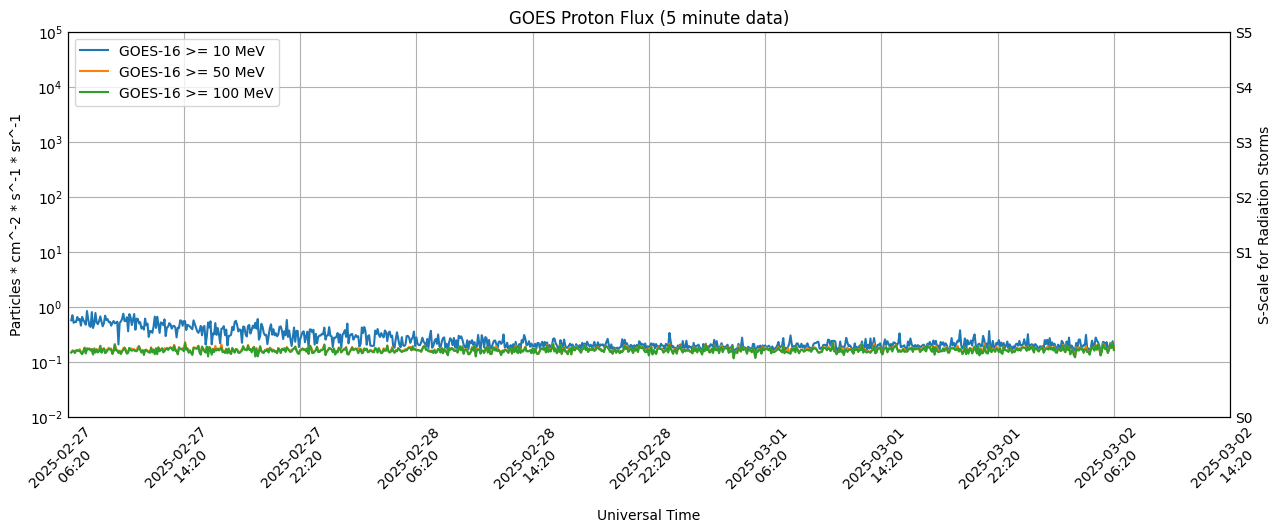 GOES Proton Flux (5 minute data)
GOES-16 >= 10 MeV
GOES-16 >= 50 MeV
GOES-16 >= 100 MeV
Particles * cm^-2 * s^-1 * sr^-1
10^5
10^4
10^3
10^2
10^1
10^0
10^-1
10^-2
S5
S4
S3
S2
S1
S0
S-Scale for Radiation Storms
2025-02-27
06:20
2025-02-27
14:20
2025-02-27
22:20
2025-02-28
06:20
2025-02-28
14:20
2025-02-28
22:20
2025-03-01
06:20
2025-03-01
14:20
2025-03-01
22:20
2025-03-02
06:20
2025-03-02
14:20
Universal Time